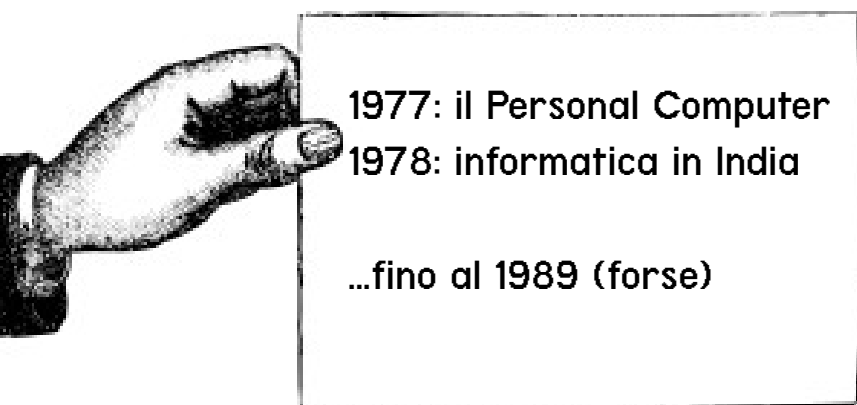 1977: il Personal Computer
1978: informatica in India
...fino al 1989 (forse)